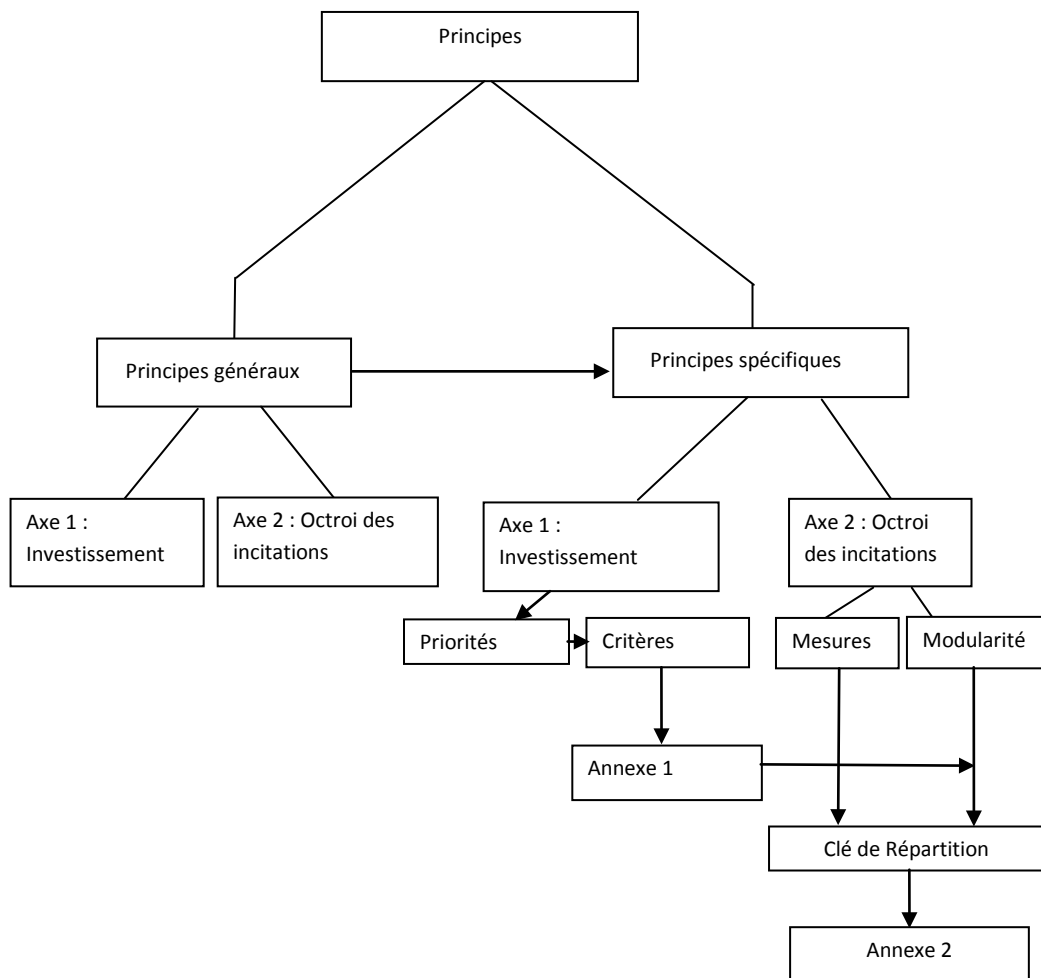 Principes
Principes généraux
Principes spécifiques
Axe 1 :
Investissement
Axe 2 : Octroi des
incitations
Axe 1 :
Investissement
Axe 2 : Octroi
des incitations
Priorités
Critères
Mesures
Modularité
Annexe 1
Clé de Répartition
Annexe 2